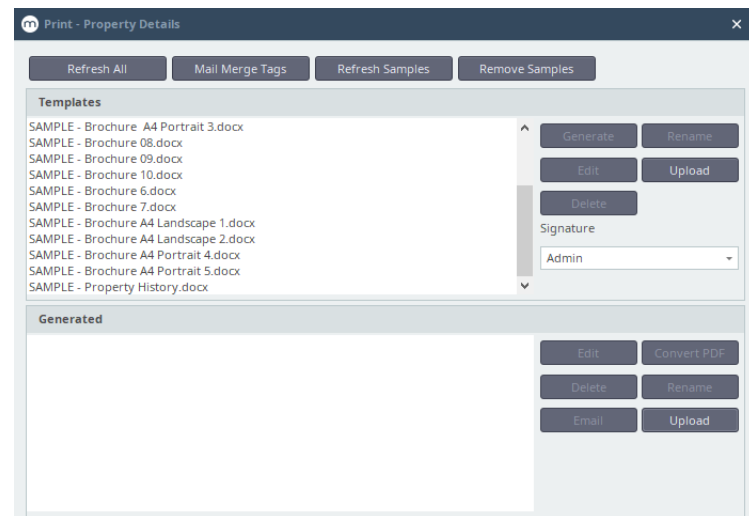 m Print - Property Details ×
Refresh All Mail Merge Tags Refresh Samples Remove Samples
Templates
SAMPLE - Brochure  A4 Portrait 3.docx
SAMPLE - Brochure 08.docx
SAMPLE - Brochure 09.docx
SAMPLE - Brochure 10.docx
SAMPLE - Brochure 6.docx
SAMPLE - Brochure 7.docx
SAMPLE - Brochure A4 Landscape 1.docx
SAMPLE - Brochure A4 Landscape 2.docx
SAMPLE - Brochure A4 Portrait 4.docx
SAMPLE - Brochure A4 Portrait 5.docx
SAMPLE - Property History.docx
Generate Rename
Edit Upload
Delete
Signature
Admin
Generated
Edit Convert PDF
Delete Rename
Email Upload